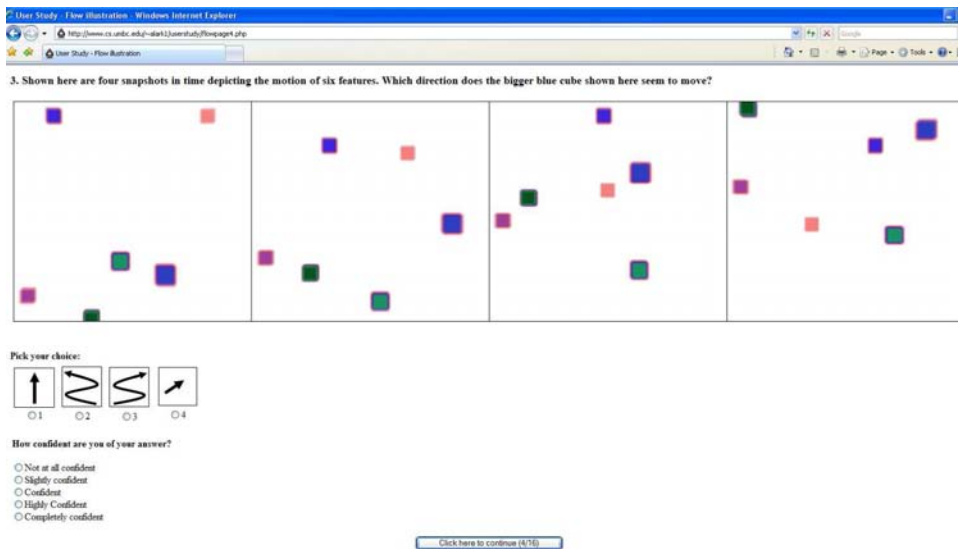 User Study - Flow illustration - Windows Internet Explorer
http://www.cs.umbc.edu/~alark1/userstudy/flowpage4.php
Google
User Study - Flow illustration
Page
Tools
3. Shown here are four snapshots in time depicting the motion of six features. Which direction does the bigger blue cube shown here seem to move?
Pick your choice:
1 2 3 4
How confident are you of your answer?
Not at all confident
Slightly confident
Confident
Highly Confident
Completely confident
Click here to continue (4/16)